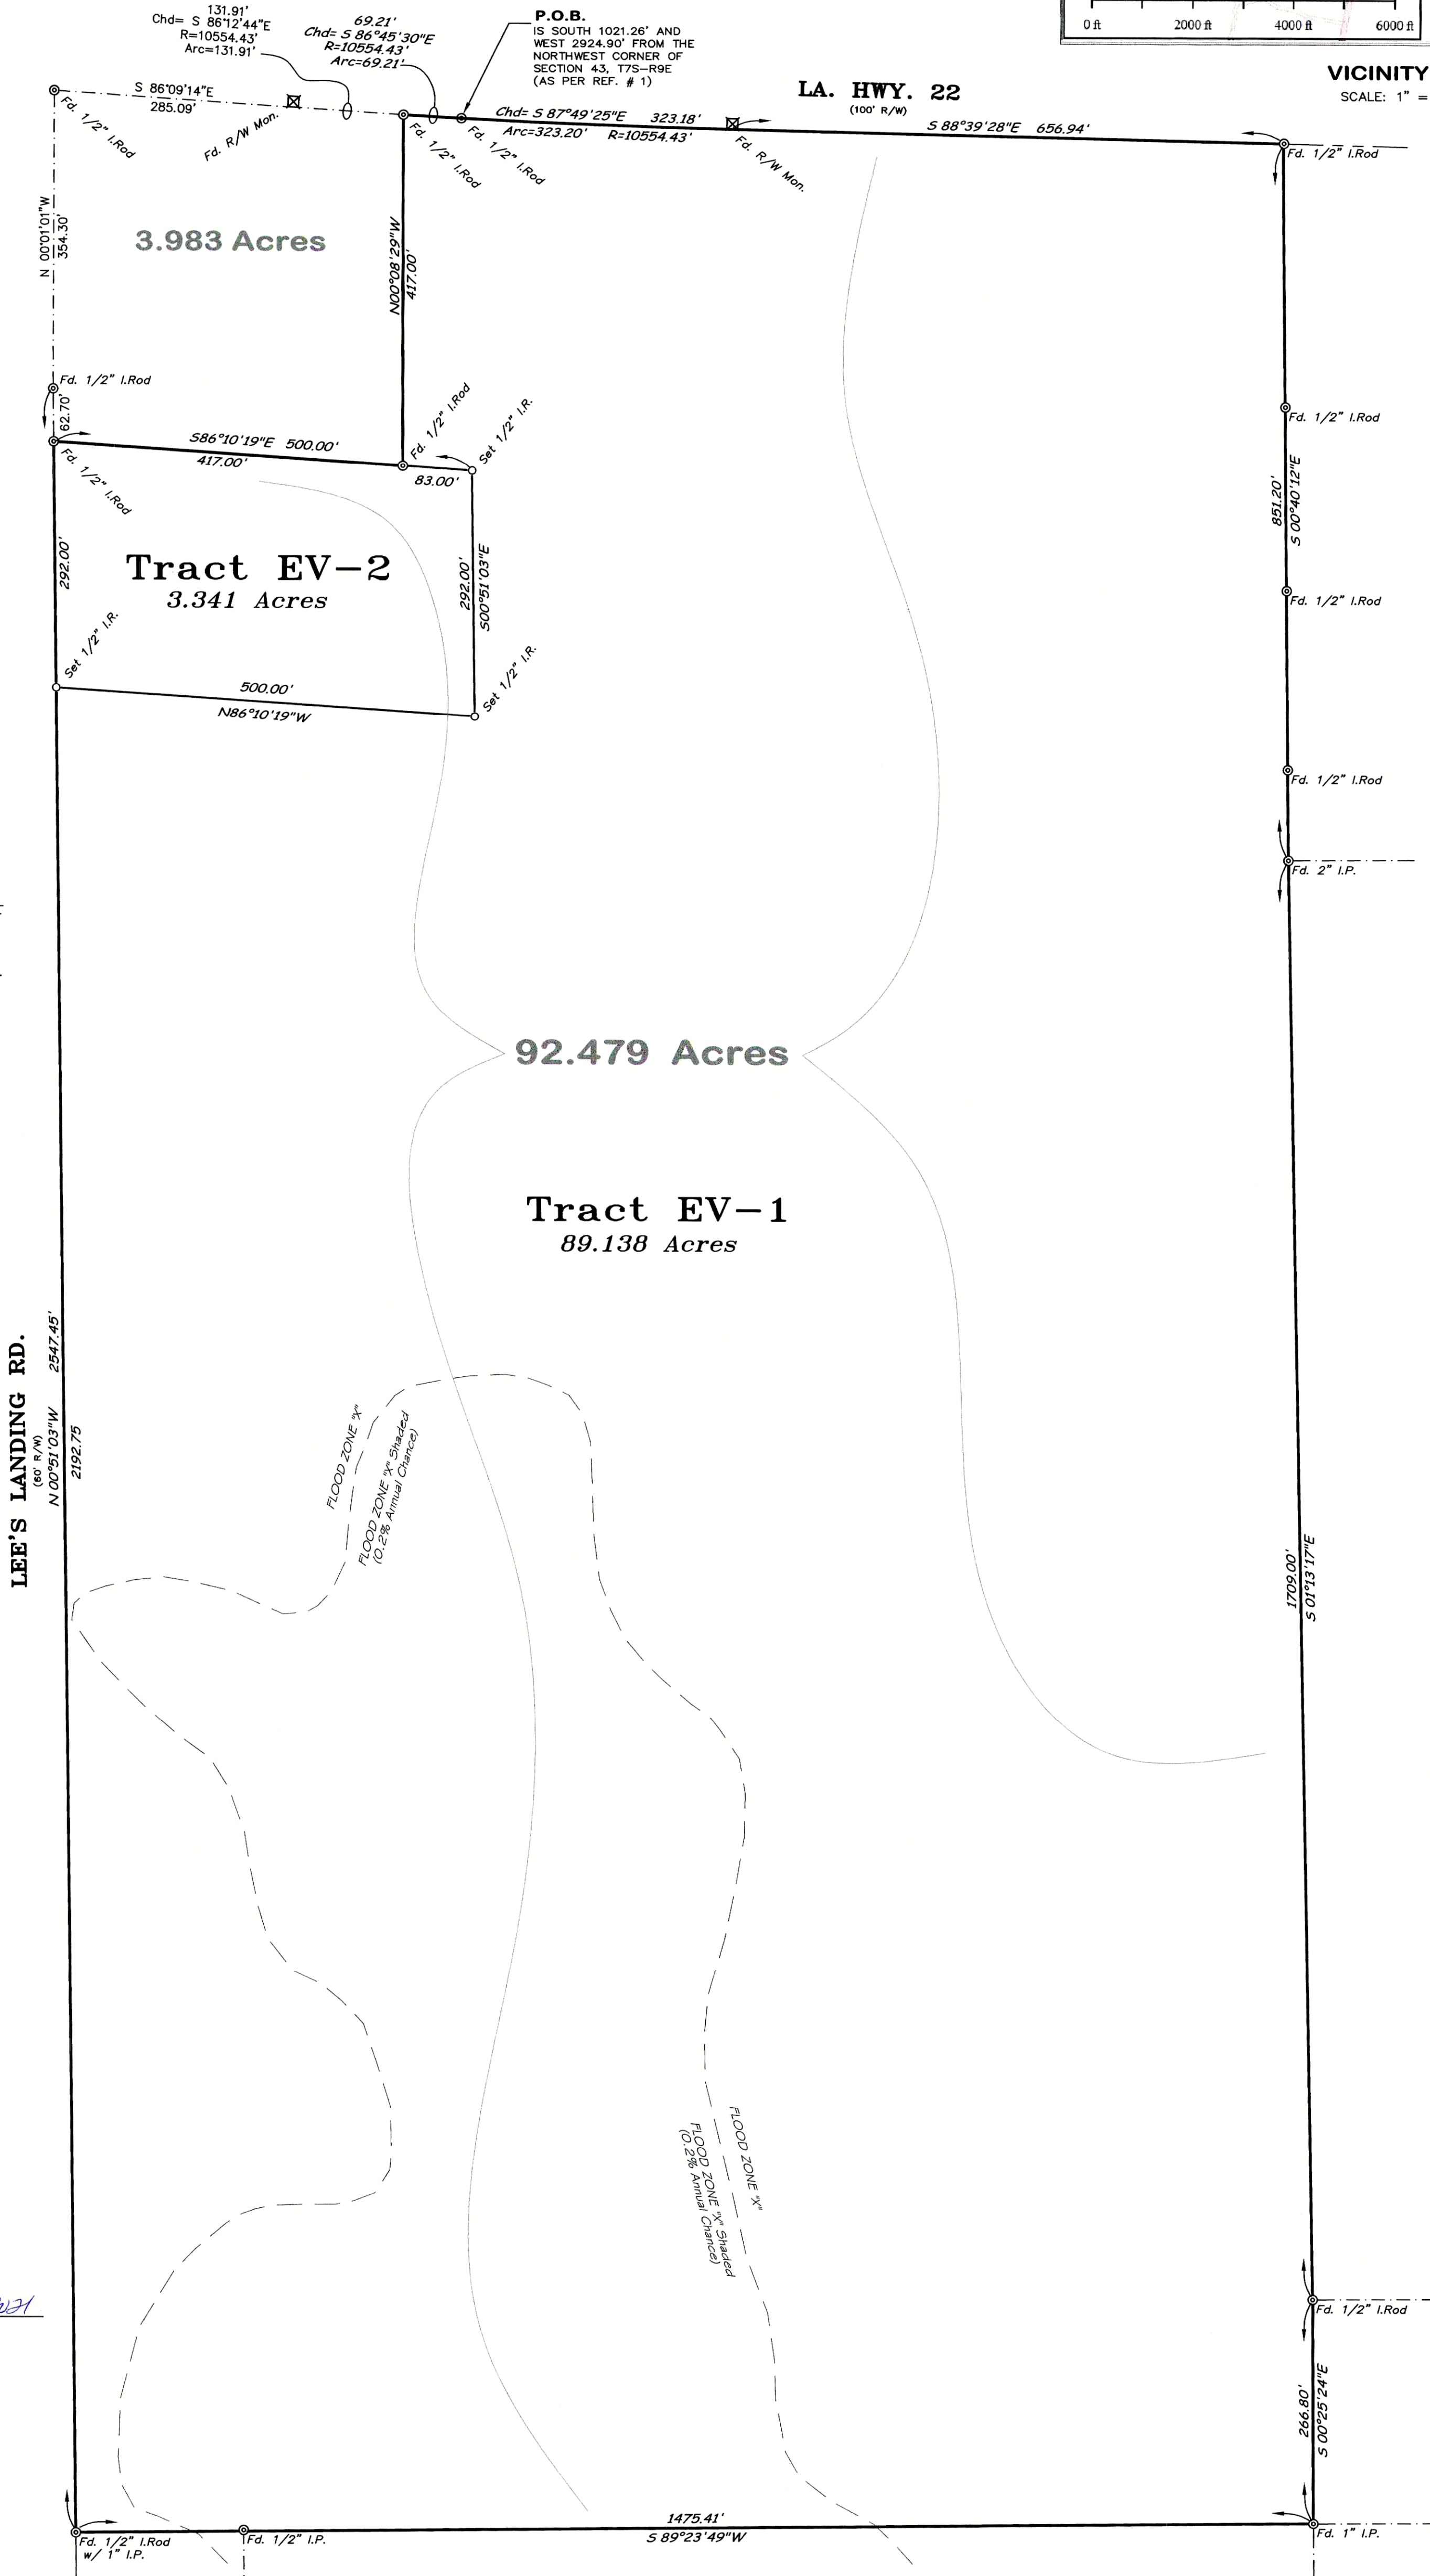 131.91'
Chd= S 86°12'44"E
R=10554.43'
Arc=131.91'
69.21'
Chd= S 86°45'30"E
R=10554.43'
Arc=69.21'
P.O.B.
IS SOUTH 1021.26' AND
WEST 2924.90' FROM THE
NORTHWEST CORNER OF
SECTION 43, T7S-R9E
(AS PER REF. # 1)
0 ft 2000 ft 4000 ft 6000 ft
VICINITY
SCALE: 1" =
LA. HWY. 22
(100' R/W)
S 86°09'14"E
285.09'
Fd. 1/2" I.Rod
Fd. R/W Mon.
Fd. 1/2" I.Rod
Fd. 1/2" I.Rod
Chd= S 87°49'25"E 323.18'
Arc=323.20' R=10554.43'
Fd. R/W Mon.
S 88°39'28"E 656.94'
Fd. 1/2" I.Rod
N 00°01'01"W
354.30'
3.983 Acres
N00°08'29"W
417.00'
Fd. 1/2" I.Rod
62.70'
Fd. 1/2" I.Rod
S86°10'19"E 500.00'
417.00'
Fd. 1/2" I.Rod
83.00'
Set 1/2" I.R.
Fd. 1/2" I.Rod
851.20'
S 00°40'12"E
292.00'
Tract EV-2
3.341 Acres
292.00'
S00°51'03"E
Fd. 1/2" I.Rod
Set 1/2" I.R.
500.00'
N86°10'19"W
Set 1/2" I.R.
Fd. 1/2" I.Rod
Fd. 2" I.P.
92.479 Acres
Tract EV-1
89.138 Acres
LEE'S LANDING RD.
(60' R/W)
N 00°51'03"W 2547.45'
2192.75
FLOOD ZONE "X"
FLOOD ZONE "X" Shaded
(0.2% Annual Chance)
1709.00'
S 01°13'17"E
FLOOD ZONE "X"
FLOOD ZONE "X" Shaded
(0.2% Annual Chance)
Fd. 1/2" I.Rod
266.80'
S 00°25'24"E
1475.41'
S 89°23'49"W
Fd. 1/2" I.Rod
w/ 1" I.P.
Fd. 1/2" I.P.
Fd. 1" I.P.